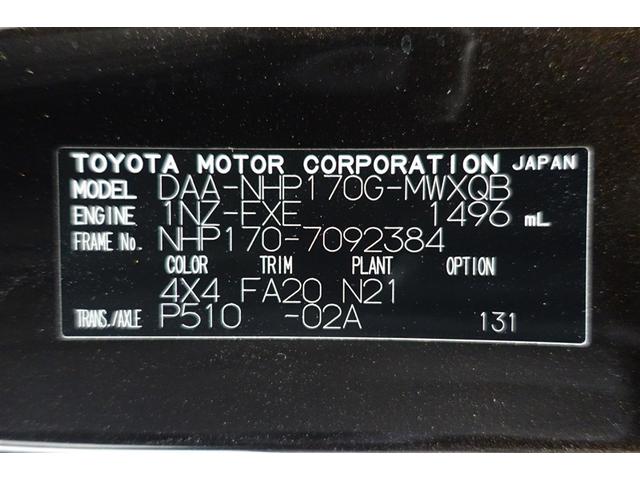 TOYOTA MOTOR CORPORATION JAPAN
MODEL DAA-NHP170G-MWXQB
ENGINE 1NZ-FXE 1496 mL
FRAME No. NHP170-7092384
COLOR TRIM PLANT OPTION
4X4 FA20 N21
TRANS./AXLE P510 -02A 131